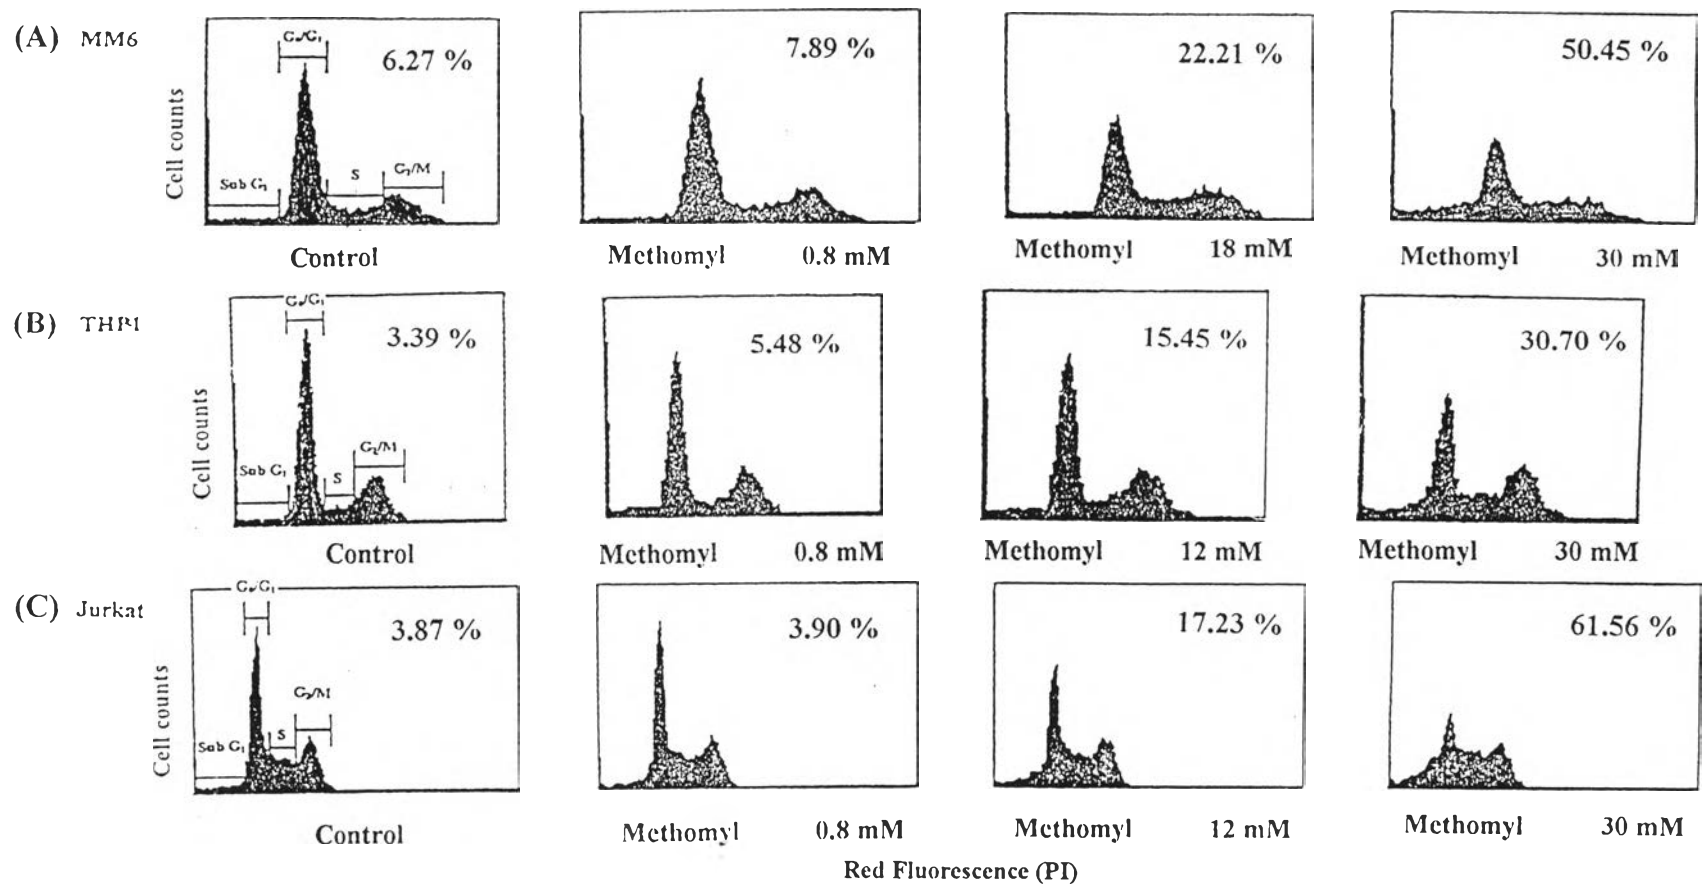 (A) MM6
G₀/G₁
6.27 %
7.89 %
22.21 %
50.45 %
Cell counts
Sub G₁
S
G₂/M
Control
Methomyl 0.8 mM
Methomyl 18 mM
Methomyl 30 mM
(B) THP1
G₀/G₁
3.39 %
5.48 %
15.45 %
30.70 %
Cell counts
Sub G₁
S
G₂/M
Control
Methomyl 0.8 mM
Methomyl 12 mM
Methomyl 30 mM
(C) Jurkat
G₀/G₁
3.87 %
3.90 %
17.23 %
61.56 %
Cell counts
Sub G₁
S
G₂/M
Control
Methomyl 0.8 mM
Methomyl 12 mM
Methomyl 30 mM
Red Fluorescence (PI)